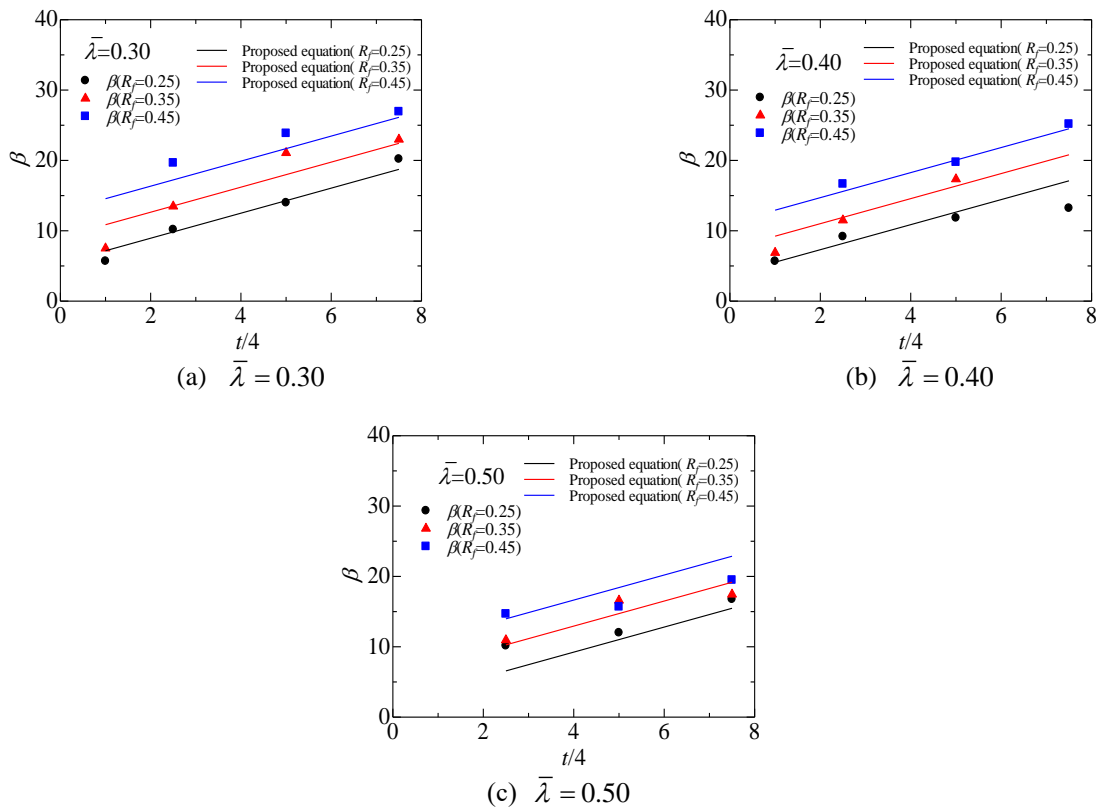 40
30
20
10
0
β
λ̅=0.30
β(Rf=0.25)
β(Rf=0.35)
β(Rf=0.45)
Proposed equation( Rf=0.25)
Proposed equation( Rf=0.35)
Proposed equation( Rf=0.45)
0 2 4 6 8
t/4
(a) λ̅ = 0.30
40
30
20
10
0
β
λ̅=0.40
β(Rf=0.25)
β(Rf=0.35)
β(Rf=0.45)
Proposed equation( Rf=0.25)
Proposed equation( Rf=0.35)
Proposed equation( Rf=0.45)
0 2 4 6 8
t/4
(b) λ̅ = 0.40
40
30
20
10
0
β
λ̅=0.50
β(Rf=0.25)
β(Rf=0.35)
β(Rf=0.45)
Proposed equation( Rf=0.25)
Proposed equation( Rf=0.35)
Proposed equation( Rf=0.45)
0 2 4 6 8
t/4
(c) λ̅ = 0.50